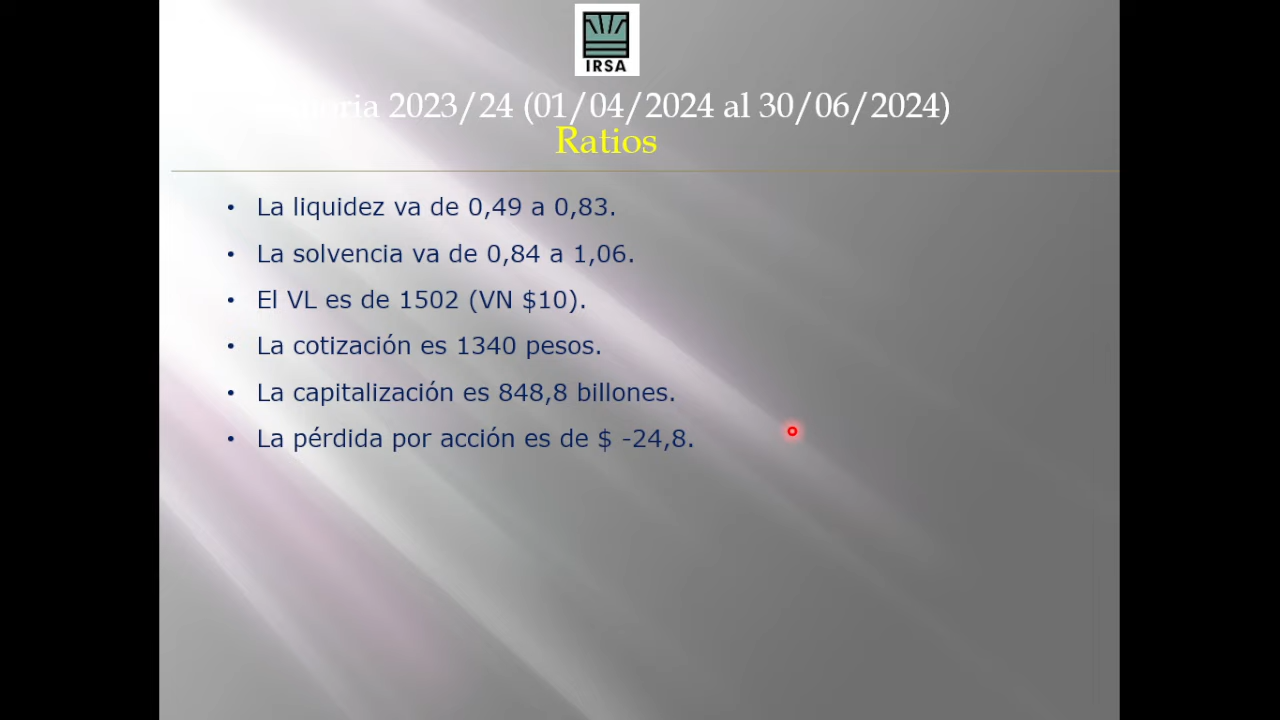 IRSA
2023/24 (01/04/2024 al 30/06/2024)
Ratios
• La liquidez va de 0,49 a 0,83.
• La solvencia va de 0,84 a 1,06.
• El VL es de 1502 (VN $10).
• La cotización es 1340 pesos.
• La capitalización es 848,8 billones.
• La pérdida por acción es de $ -24,8.